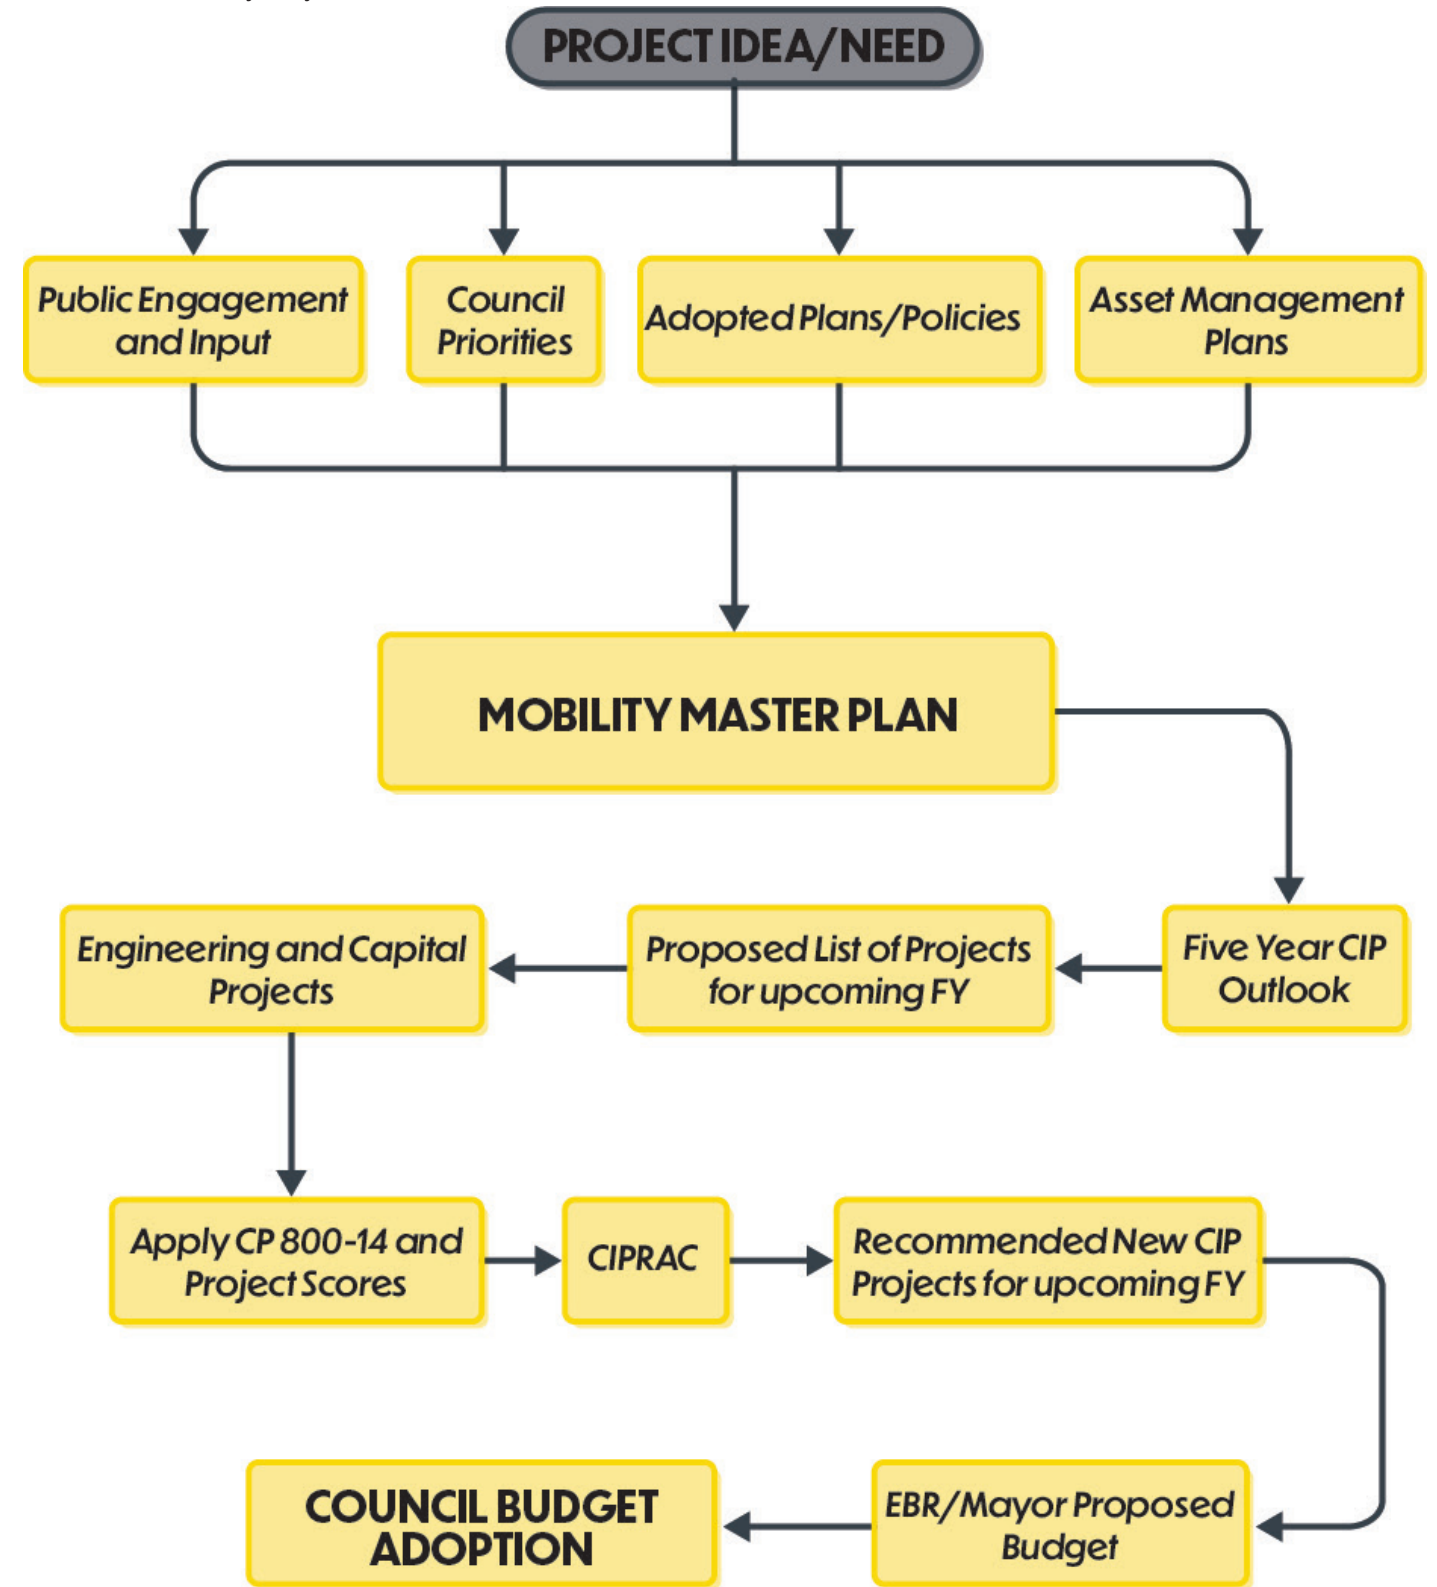 PROJECT IDEA/NEED
Public Engagement
and Input
Council
Priorities
Adopted Plans/Policies
Asset Management
Plans
MOBILITY MASTER PLAN
Engineering and Capital
Projects
Proposed List of Projects
for upcoming FY
Five Year CIP
Outlook
Apply CP 800-14 and
Project Scores
CIPRAC
Recommended New CIP
Projects for upcoming FY
COUNCIL BUDGET
ADOPTION
EBR/Mayor Proposed
Budget